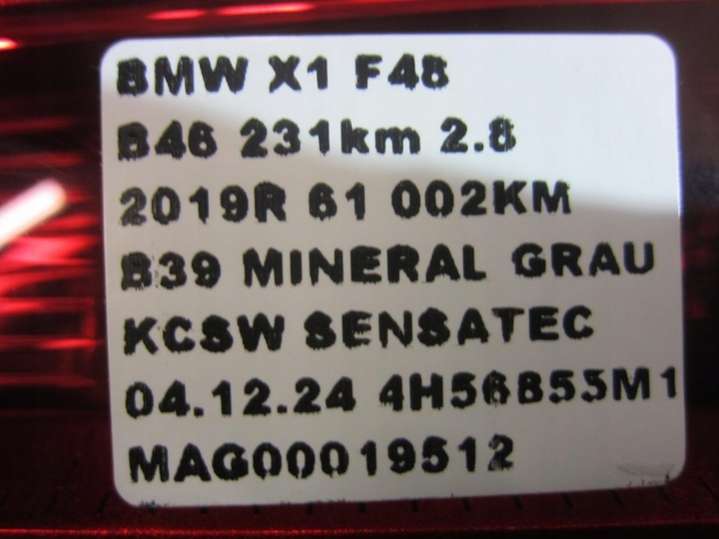 BMW X1 F48
B46 231km 2.8
2019R 61 002KM
B39 MINERAL GRAU
KCSW SENSATEC
04.12.24 4H56855M1
MAG00019512